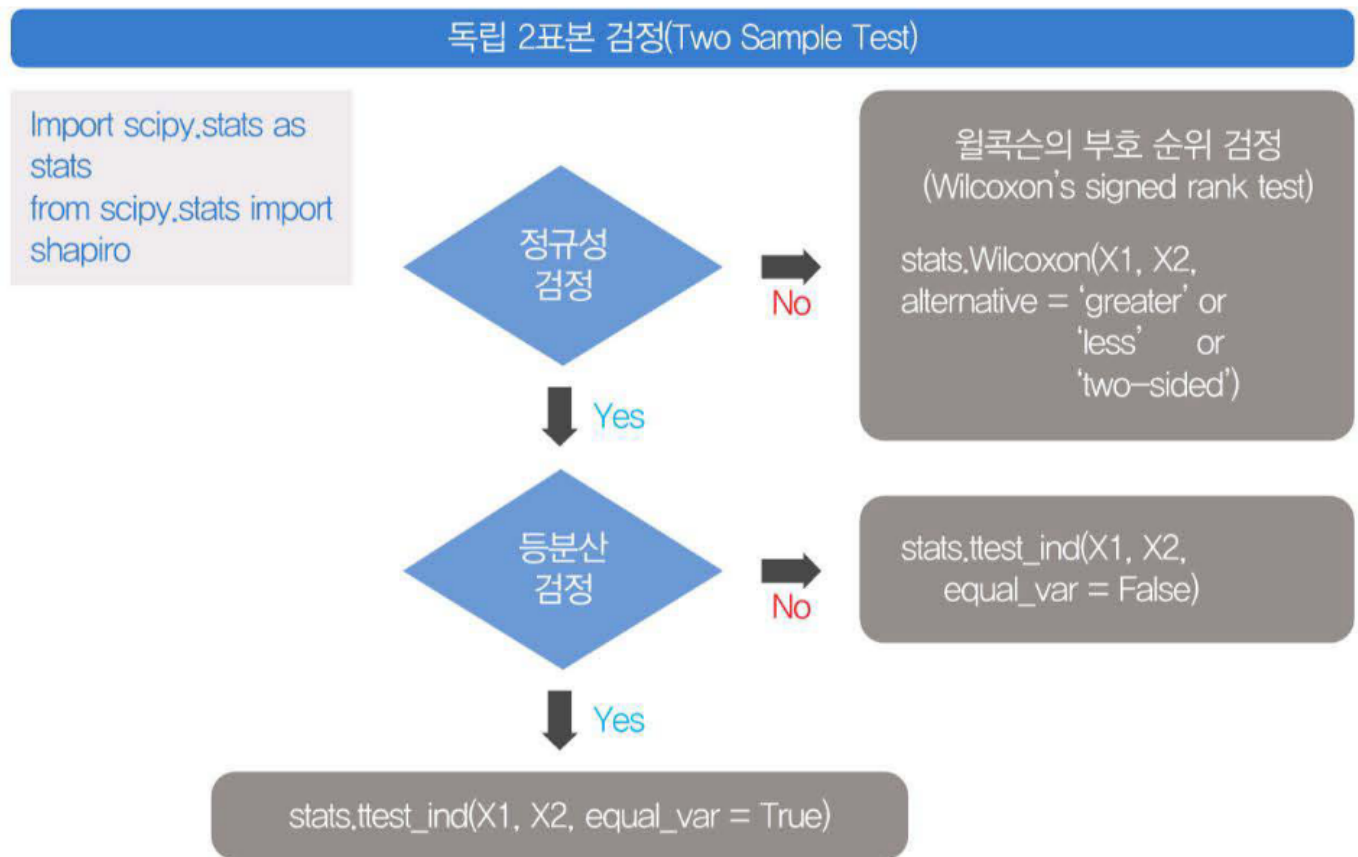 독립 2표본 검정(Two Sample Test)
Import scipy.stats as
stats
from scipy.stats import
shapiro
정규성
검정
No
윌콕슨의 부호 순위 검정
(Wilcoxon's signed rank test)
stats.Wilcoxon(X1, X2,
alternative = ‘greater’ or
‘less’ or
‘two-sided’)
Yes
등분산
검정
No
stats.ttest_ind(X1, X2,
equal_var = False)
Yes
stats.ttest_ind(X1, X2, equal_var = True)